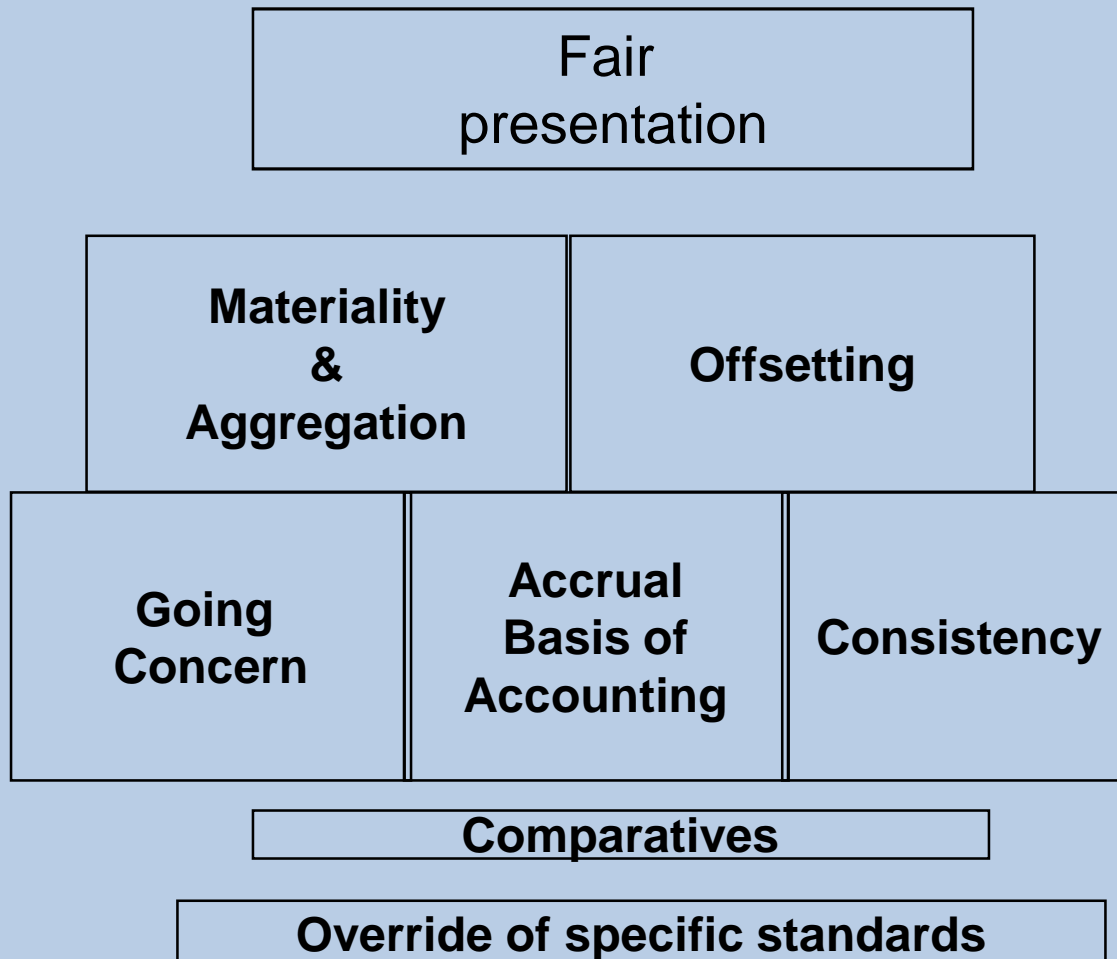 Fair
presentation
Materiality
&
Aggregation
Offsetting
Going
Concern
Accrual
Basis of
Accounting
Consistency
Comparatives
Override of specific standards